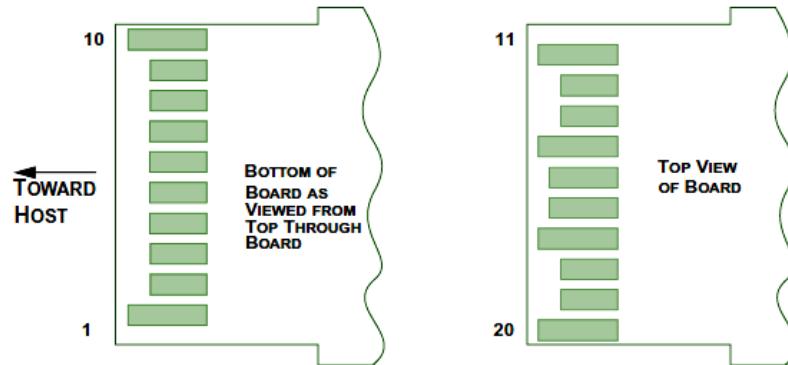 10
TOWARD
HOST
BOTTOM OF
BOARD AS
VIEWED FROM
TOP THROUGH
BOARD
1
11
TOP VIEW
OF BOARD
20